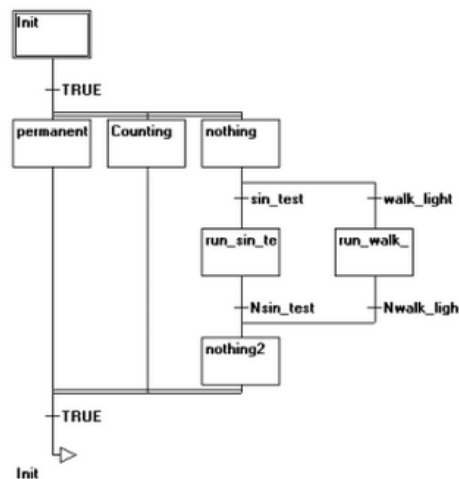 Init
TRUE
permanent Counting nothing
sin_test walk_light
run_sin_te run_walk_
Nsin_test Nwalk_ligh
nothing2
TRUE
Init